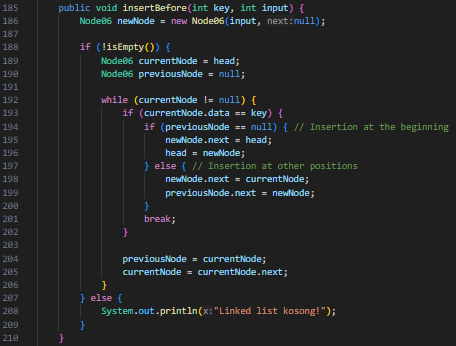 185 public void insertBefore(int key, int input) {
186 Node06 newNode = new Node06(input, next:null);
187
188 if (!isEmpty()) {
189 Node06 currentNode = head;
190 Node06 previousNode = null;
191
192 while (currentNode != null) {
193 if (currentNode.data == key) {
194 if (previousNode == null) { // Insertion at the beginning
195 newNode.next = head;
196 head = newNode;
197 } else { // Insertion at other positions
198 newNode.next = currentNode;
199 previousNode.next = newNode;
200 }
201 break;
202 }
203
204 previousNode = currentNode;
205 currentNode = currentNode.next;
206 }
207 } else {
208 System.out.println(x:"Linked list kosong!");
209 }
210 }